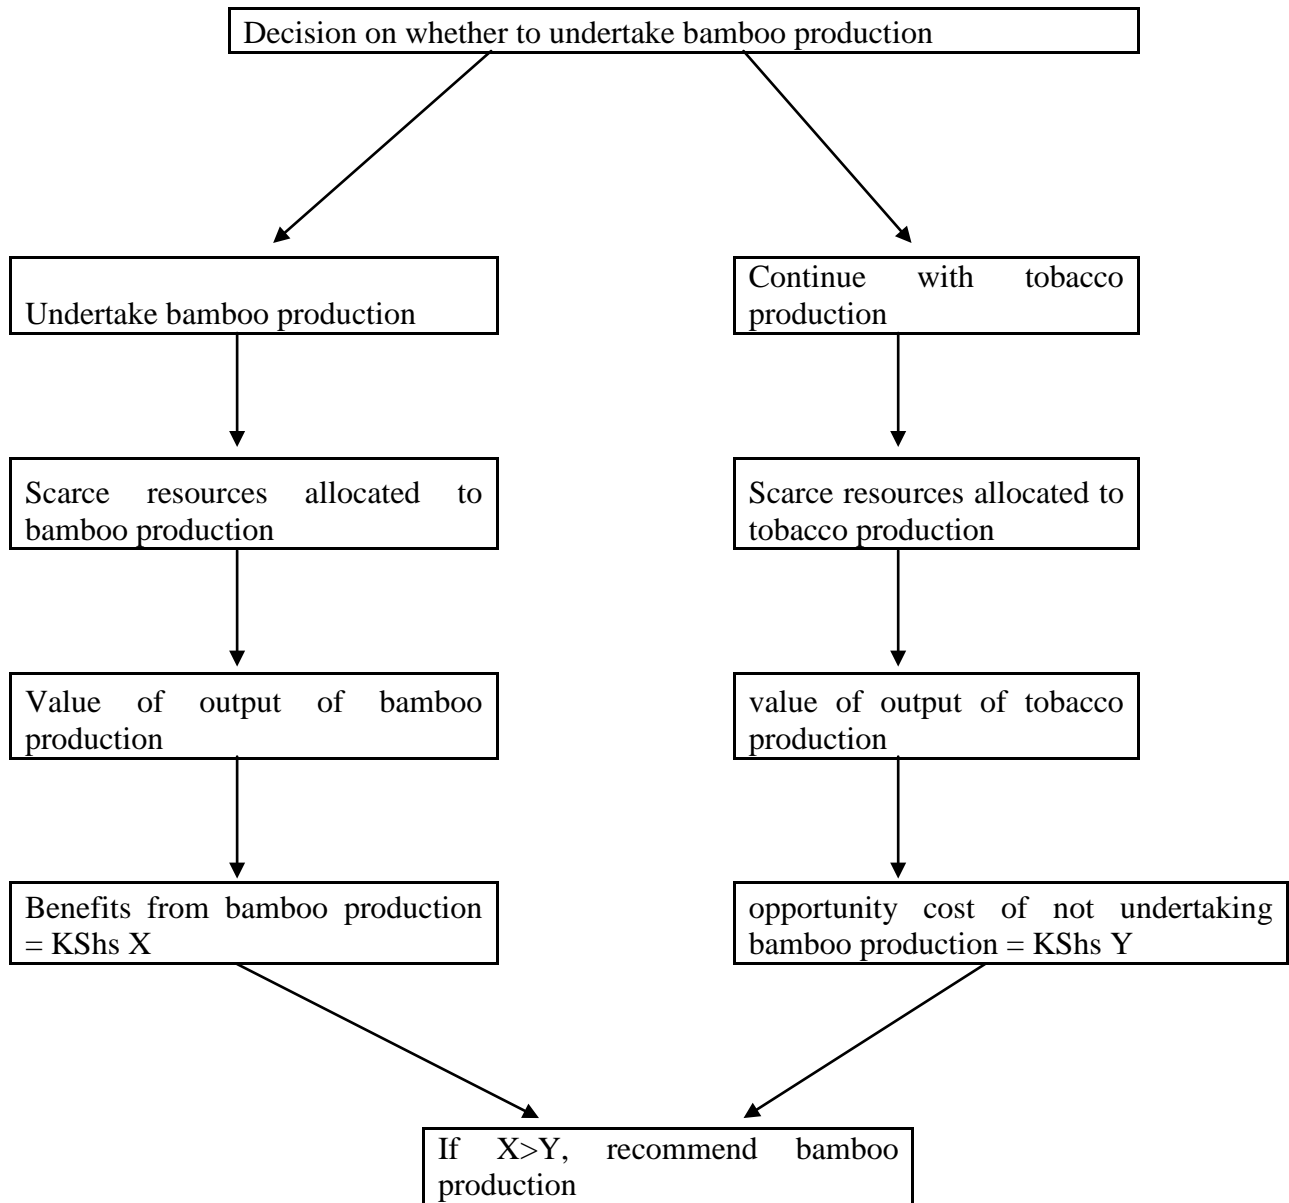 Decision on whether to undertake bamboo production
Undertake bamboo production
Continue with tobacco
production
Scarce resources allocated to
bamboo production
Scarce resources allocated to
tobacco production
Value of output of bamboo
production
value of output of tobacco
production
Benefits from bamboo production
= KShs X
opportunity cost of not undertaking
bamboo production = KShs Y
If X>Y, recommend bamboo
production